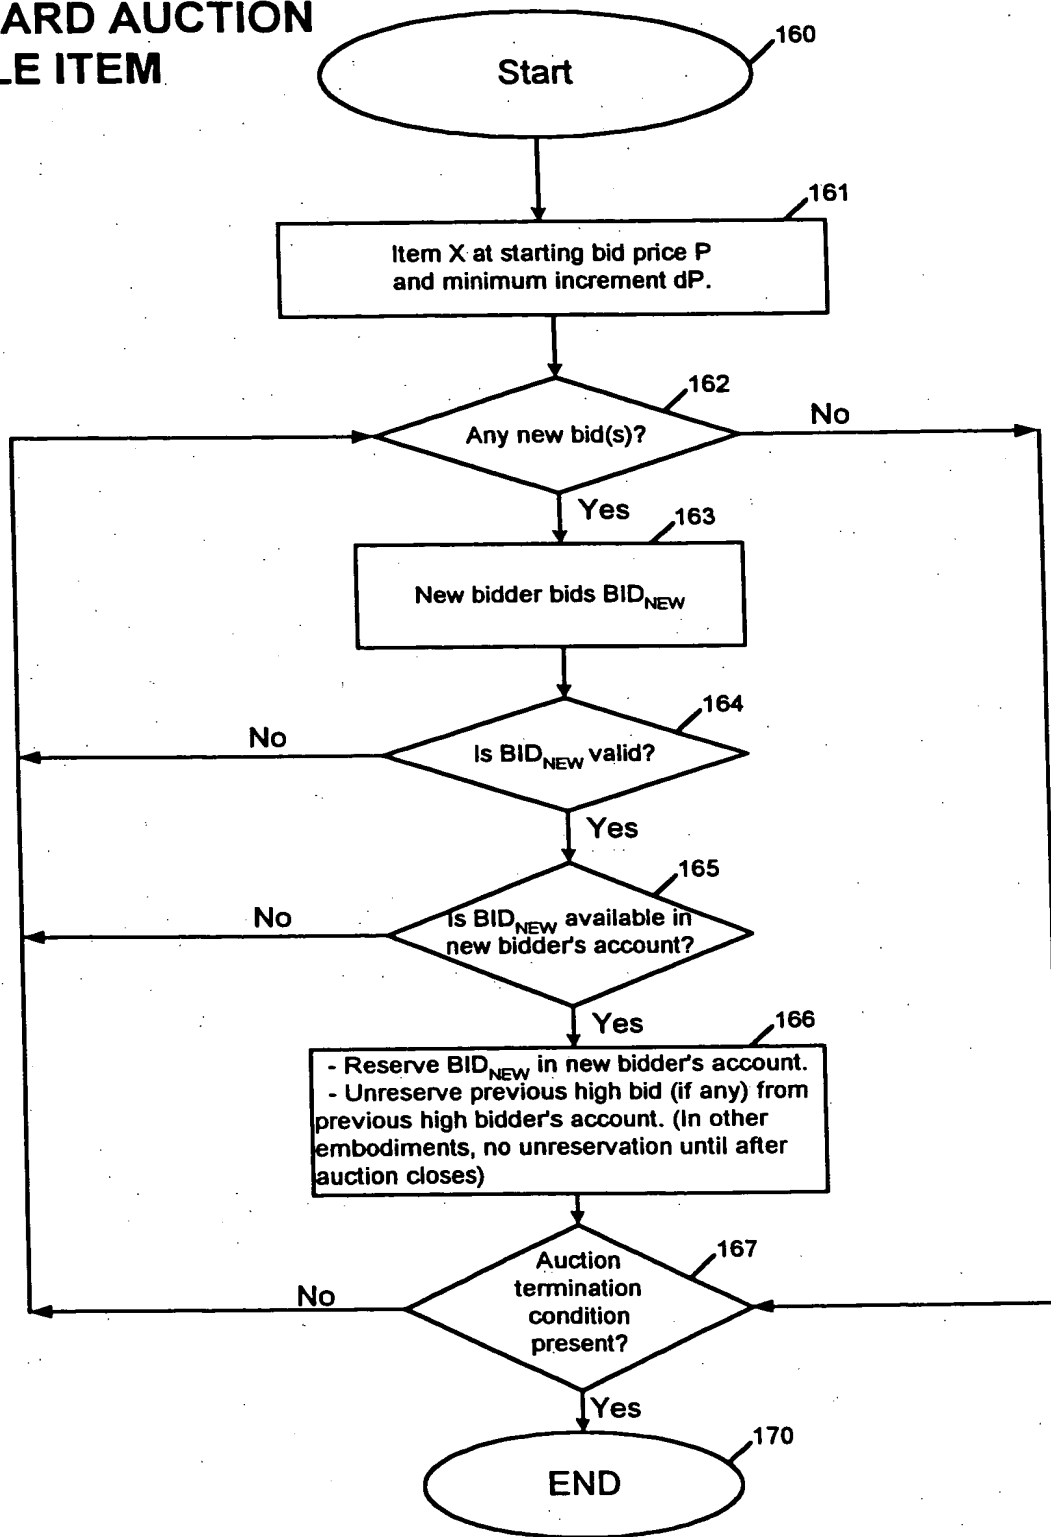 ARD AUCTION
LE ITEM
160
Start
161
Item X at starting bid price P
and minimum increment dP.
162
No
Any new bid(s)?
Yes
163
New bidder bids BIDNEW
164
No
Is BIDNEW valid?
Yes
165
No
Is BIDNEW available in
new bidder's account?
Yes
166
- Reserve BIDNEW in new bidder's account.
- Unreserve previous high bid (if any) from
previous high bidder's account. (In other
embodiments, no unreservation until after
auction closes)
167
Auction
termination
condition
present?
No
Yes
170
END